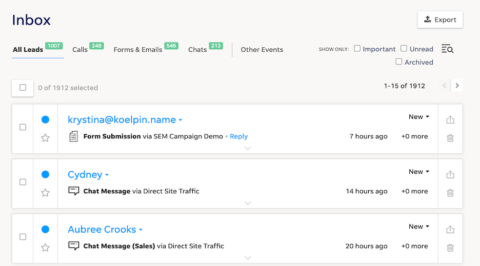 Inbox
Export
All Leads 1007 Calls 246 Forms & Emails 546 Chats 213 Other Events SHOW ONLY: Important Unread
Archived
0 of 1912 selected 1-15 of 1912
krystina@koelpin.name New
Form Submission via SEM Campaign Demo - Reply 7 hours ago +0 more
Cydney New
Chat Message via Direct Site Traffic 14 hours ago +0 more
Aubree Crooks New
Chat Message (Sales) via Direct Site Traffic 20 hours ago +0 more